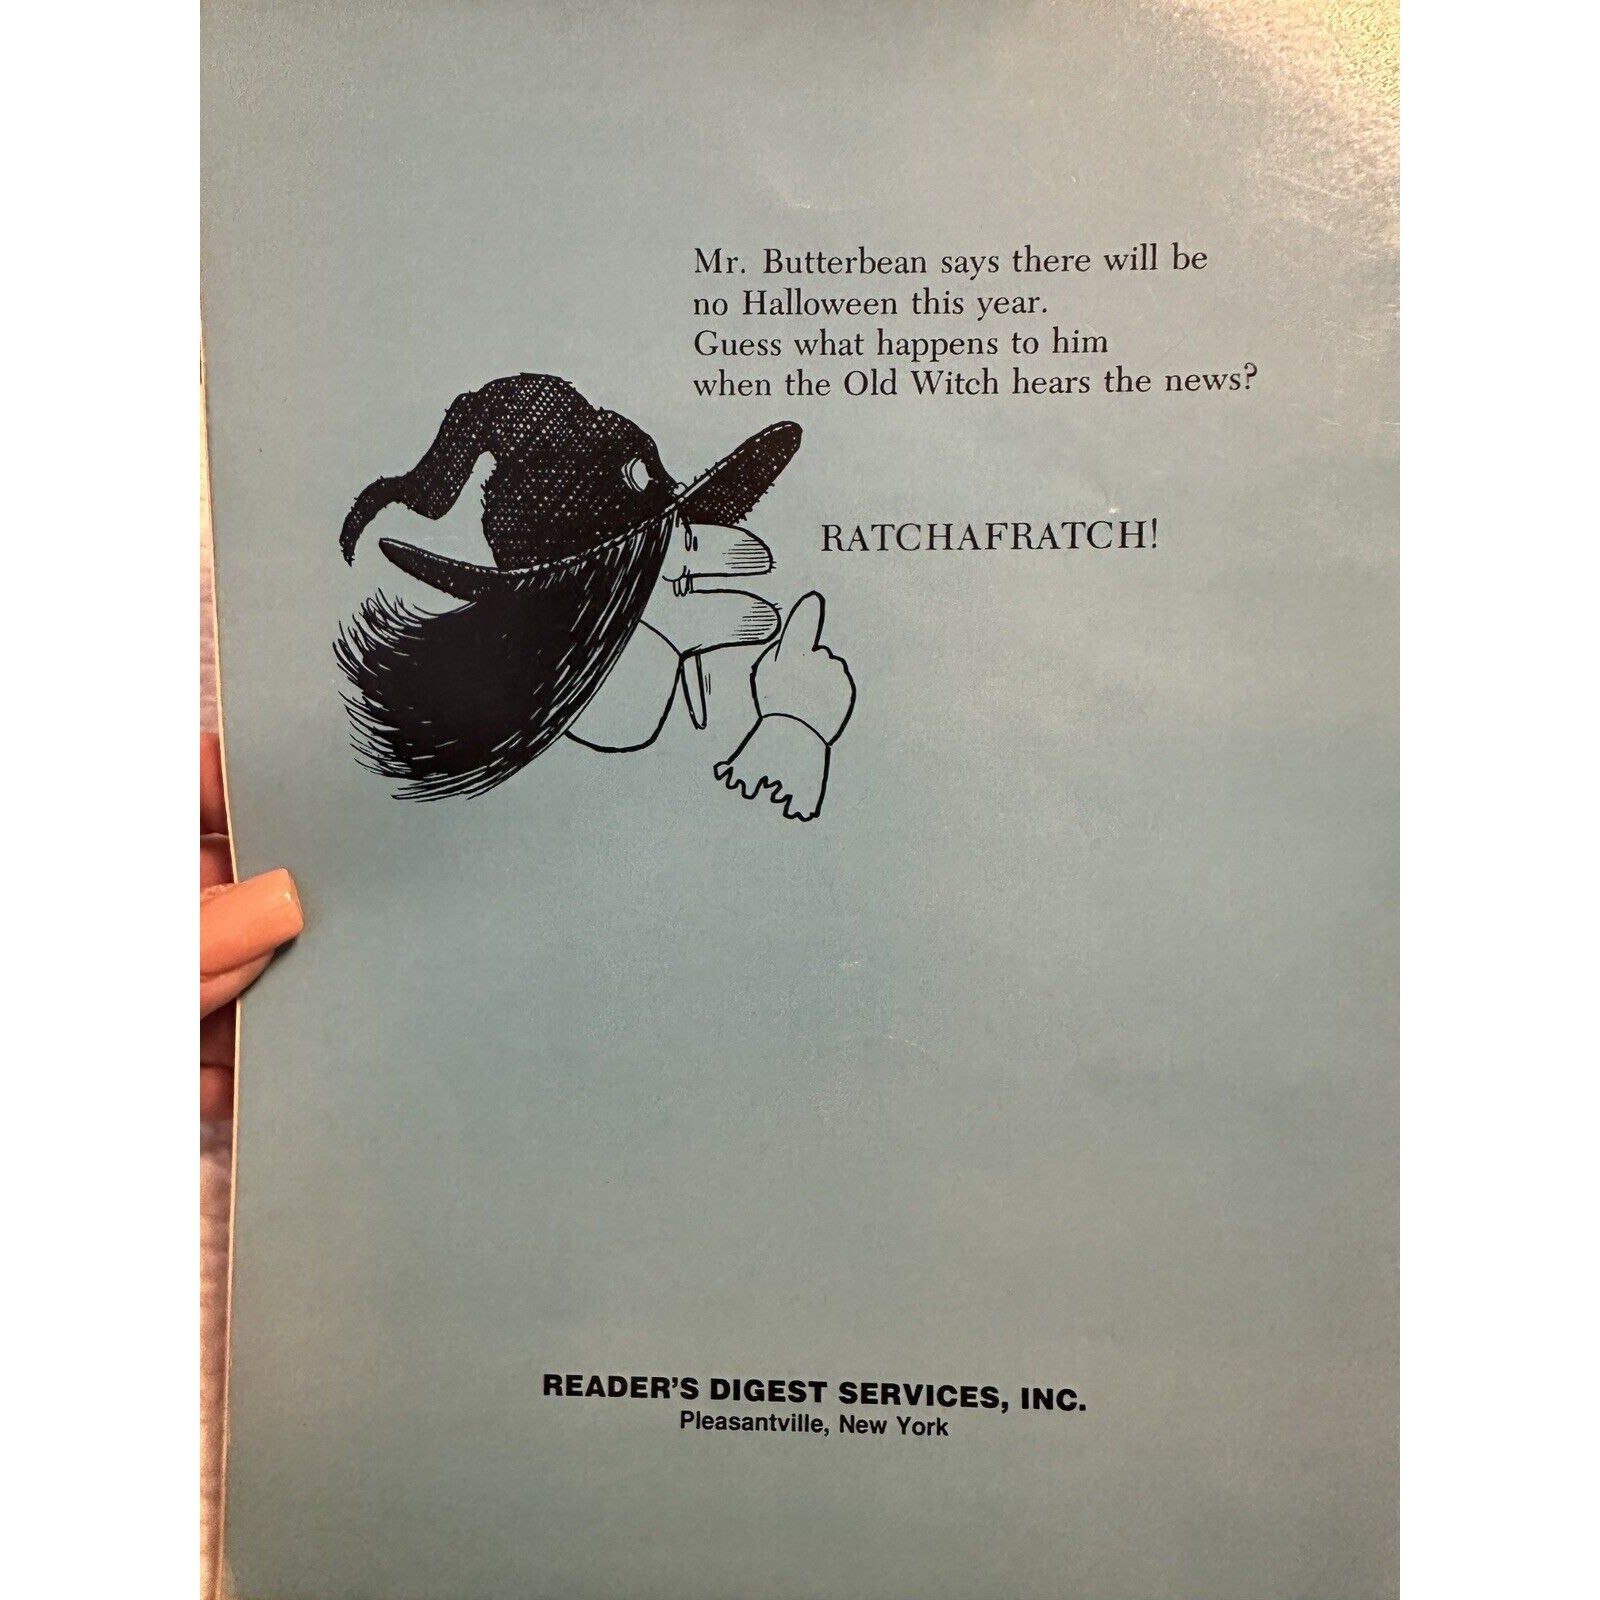 Mr. Butterbean says there will be
no Halloween this year.
Guess what happens to him
when the Old Witch hears the news?
RATCHAFRATCH!
READER'S DIGEST SERVICES, INC.
Pleasantville, New York